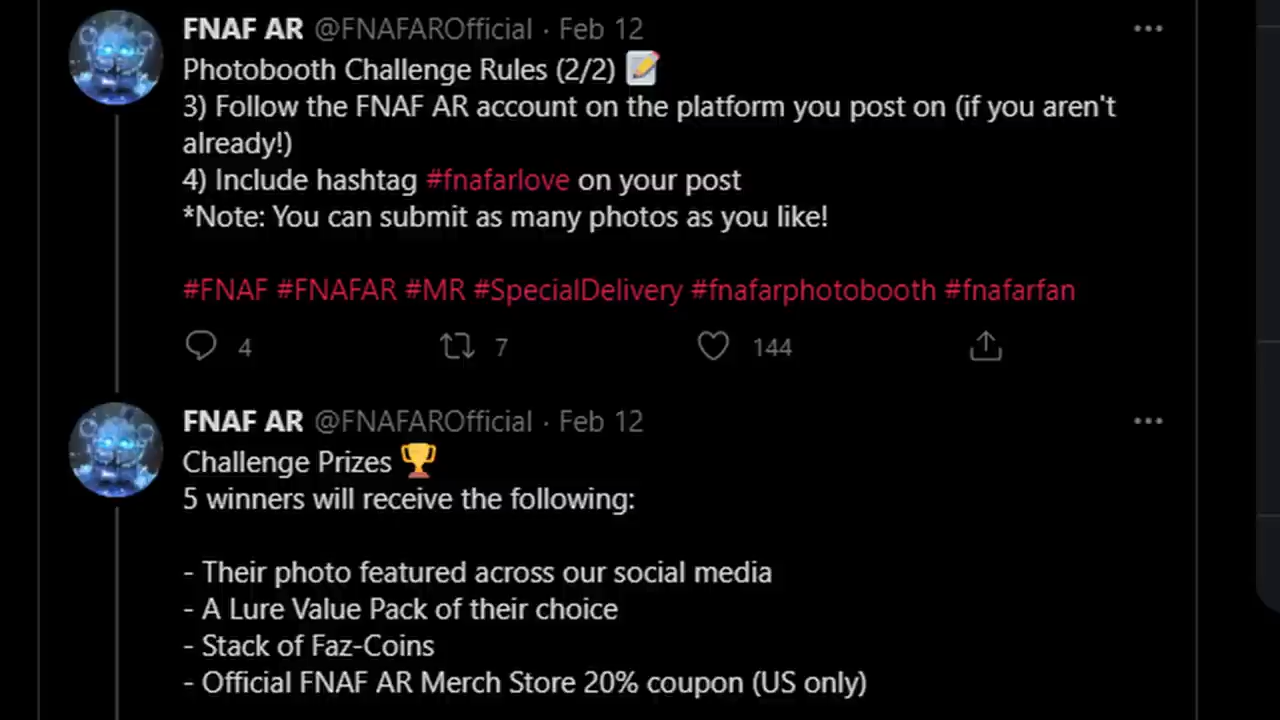 FNAF AR @FNAFAROfficial · Feb 12
Photobooth Challenge Rules (2/2) 📝
3) Follow the FNAF AR account on the platform you post on (if you aren't
already!)
4) Include hashtag #fnafarlove on your post
*Note: You can submit as many photos as you like!
#FNAF #FNAFAR #MR #SpecialDelivery #fnafarphotobooth #fnafarfan
4 7 144
FNAF AR @FNAFAROfficial · Feb 12
Challenge Prizes 🏆
5 winners will receive the following:
- Their photo featured across our social media
- A Lure Value Pack of their choice
- Stack of Faz-Coins
- Official FNAF AR Merch Store 20% coupon (US only)